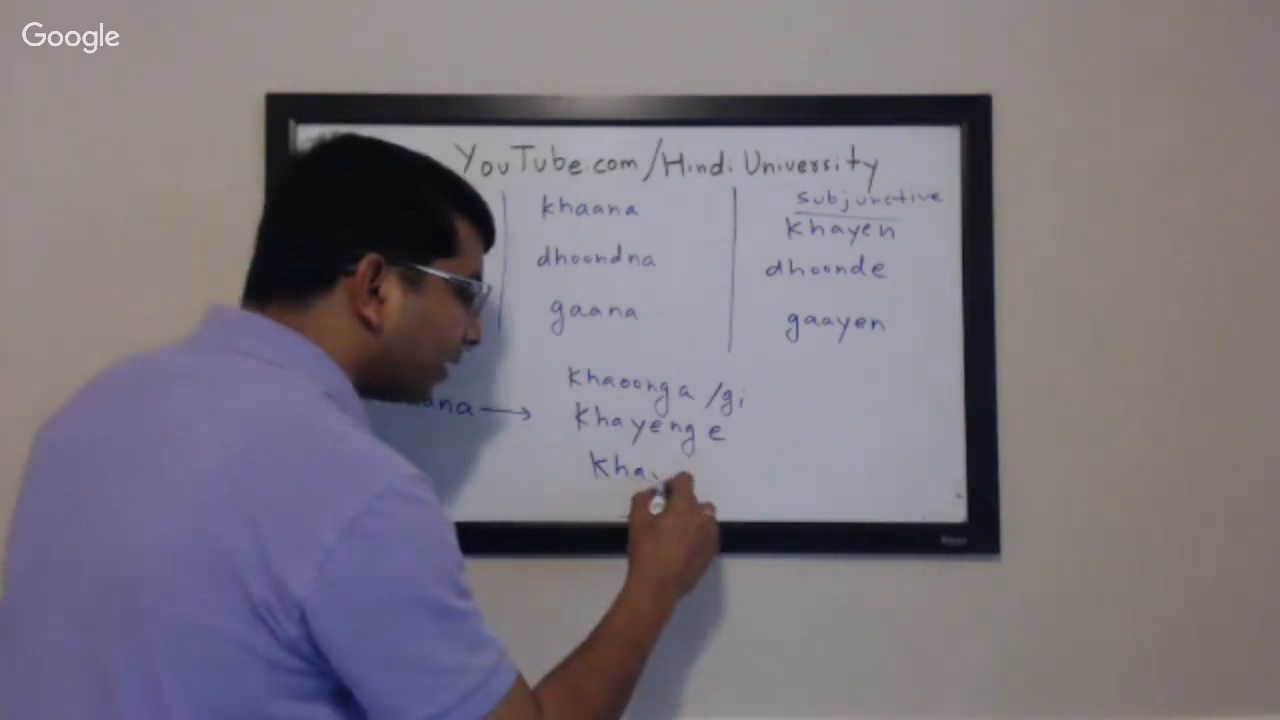 Google
YouTube.com/Hindi University
khaana
subjunctive
khayen
dhoondna
dhoonde
gaana
gaayen
khaoonga/gi
khayenge